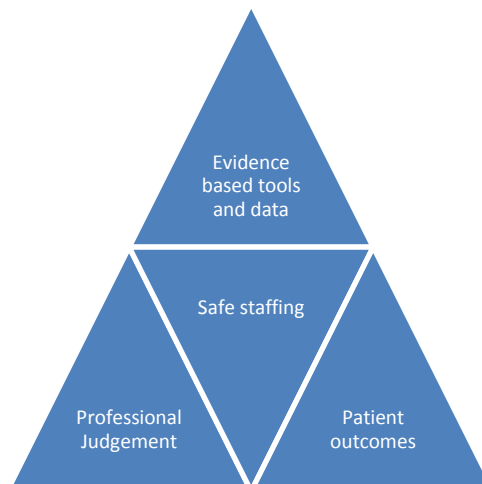 Evidence
based tools
and data
Safe staffing
Professional
Judgement
Patient
outcomes